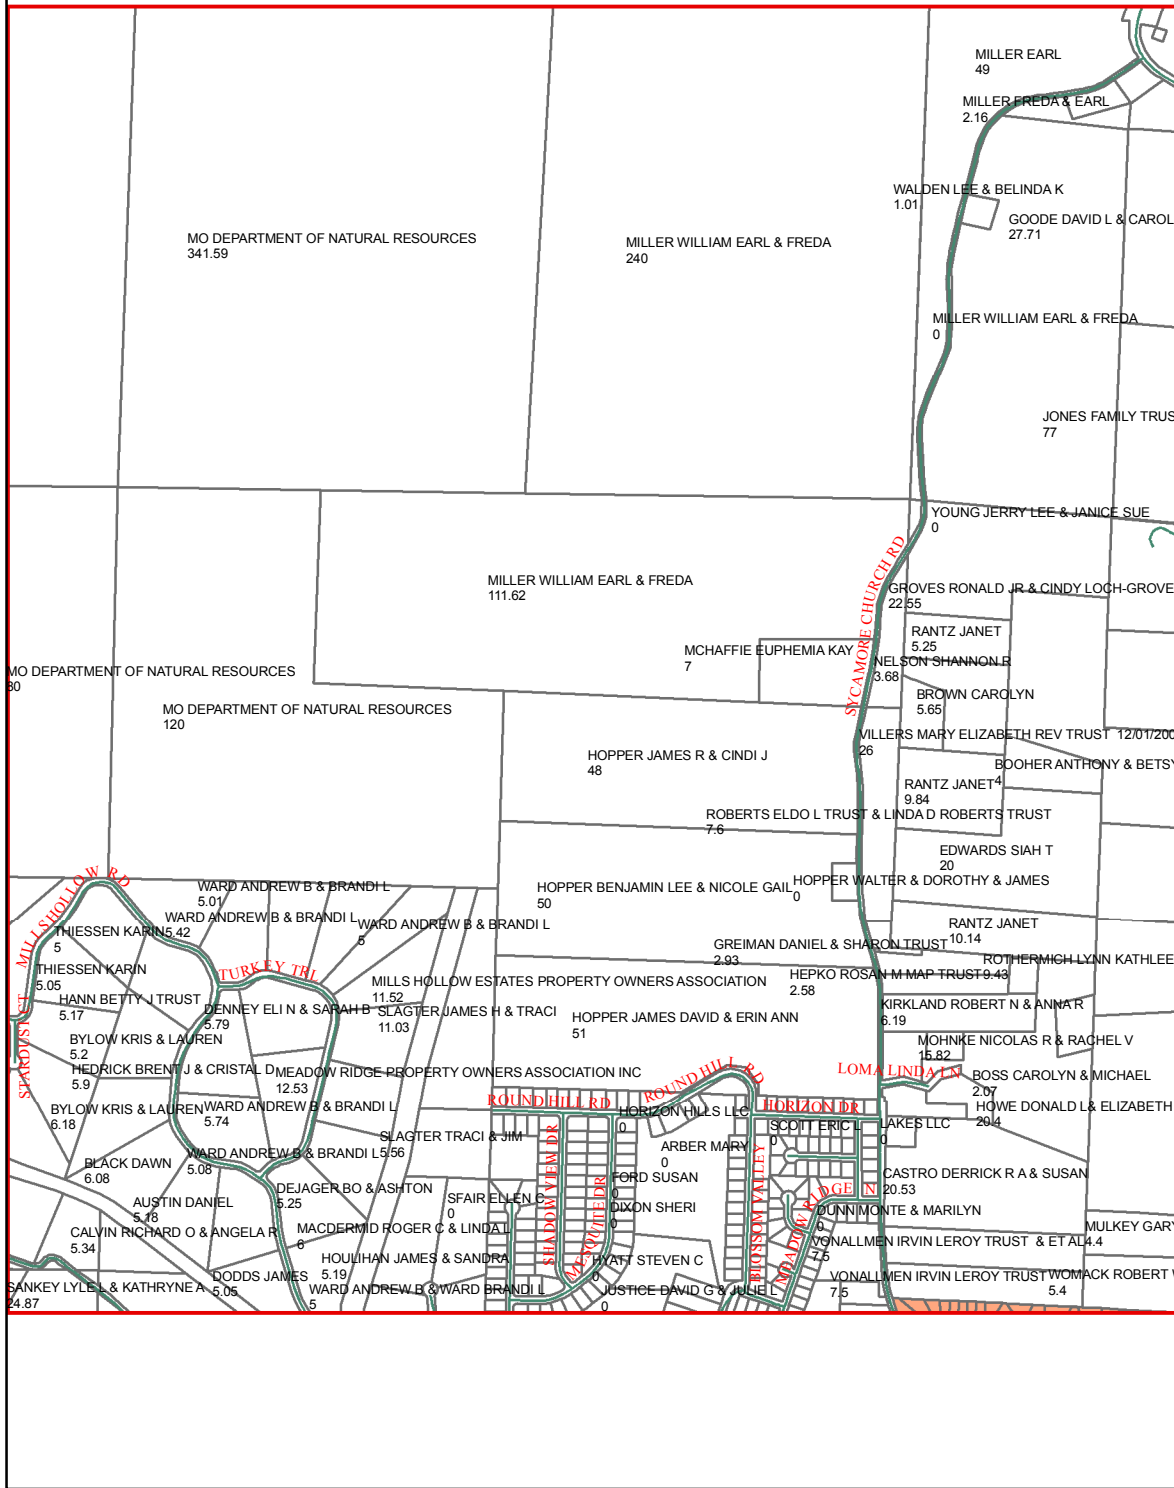 MILLER EARL
49
MILLER FREDA & EARL
2.16
WALDEN LEE & BELINDA K
1.01
GOODE DAVID L & CAROL
27.71
MO DEPARTMENT OF NATURAL RESOURCES
341.59
MILLER WILLIAM EARL & FREDA
240
MILLER WILLIAM EARL & FREDA
0
JONES FAMILY TRUS
77
YOUNG JERRY LEE & JANICE SUE
0
SYCAMORE CHURCH RD
MILLER WILLIAM EARL & FREDA
111.62
GROVES RONALD JR & CINDY LOCH-GROVE
22.55
RANTZ JANET
5.25
MCHAFFIE EUPHEMIA KAY
7
NELSON SHANNON R
3.68
MO DEPARTMENT OF NATURAL RESOURCES
80
BROWN CAROLYN
5.65
MO DEPARTMENT OF NATURAL RESOURCES
120
VILLERS MARY ELIZABETH REV TRUST 12/01/200
26
HOPPER JAMES R & CINDI J
48
BOOHER ANTHONY & BETSY
4
RANTZ JANET
9.84
ROBERTS ELDO L TRUST & LINDA D ROBERTS TRUST
7.6
EDWARDS SIAH T
20
MILLSHOLLOW RD
WARD ANDREW B & BRANDI L
5.01
HOPPER BENJAMIN LEE & NICOLE GAIL
50
HOPPER WALTER & DOROTHY & JAMES
0
WARD ANDREW B & BRANDI L
5.42
WARD ANDREW B & BRANDI L
5
RANTZ JANET
10.14
THIESSEN KARIN
5
GREIMAN DANIEL & SHARON TRUST
2.93
ROTHERMICH LYNN KATHLEE
9.43
THIESSEN KARIN
5.05
TURKEY TRL
MILLS HOLLOW ESTATES PROPERTY OWNERS ASSOCIATION
11.52
HEPKO ROSAN M MAP TRUST
2.58
HANN BETTY J TRUST
5.17
DENNEY ELI N & SARAH B
5.79
SLAGTER JAMES H & TRACI
11.03
HOPPER JAMES DAVID & ERIN ANN
51
KIRKLAND ROBERT N & ANNA R
6.19
STARDUST CT
BYLOW KRIS & LAUREN
5.2
MOHNKE NICOLAS R & RACHEL V
15.82
HEDRICK BRENT J & CRISTAL D
5.9
MEADOW RIDGE PROPERTY OWNERS ASSOCIATION INC
12.53
LOMA LINDA LN
BOSS CAROLYN & MICHAEL
2.07
ROUND HILL RD
ROUND HILL RD
HORIZON DR
BYLOW KRIS & LAUREN
6.18
WARD ANDREW B & BRANDI L
5.74
HORIZON HILLS LLC
0
HOWE DONALD L & ELIZABETH
20.4
SCOTT ERIC L
0
LAKES LLC
0
SLAGTER TRACI & JIM
5.56
ARBER MARY
0
WARD ANDREW B & BRANDI L
5.08
BLACK DAWN
6.08
FORD SUSAN
0
CASTRO DERRICK R A & SUSAN
20.53
DEJAGER BO & ASHTON
5.25
SFAIR ELLEN C
0
SHADOW VIEW DR
MESQUITE DR
BLOSSOM VALLEY
MEADOW RIDGE LN
AUSTIN DANIEL
5.18
DIXON SHERI
0
DUNN MONTE & MARILYN
0
CALVIN RICHARD O & ANGELA R
5.34
MACDERMID ROGER C & LINDA L
6
MULKEY GARY
4.4
VONALLMEN IRVIN LEROY TRUST & ET AL
7.5
HOULIHAN JAMES & SANDRA
5.19
HYATT STEVEN C
0
DODDS JAMES
5.05
VONALLMEN IRVIN LEROY TRUST
7.5
WOMACK ROBERT
5.4
SANKEY LYLE L & KATHRYNE A
24.87
WARD ANDREW B & WARD BRANDI L
5
JUSTICE DAVID G & JULIE L
0